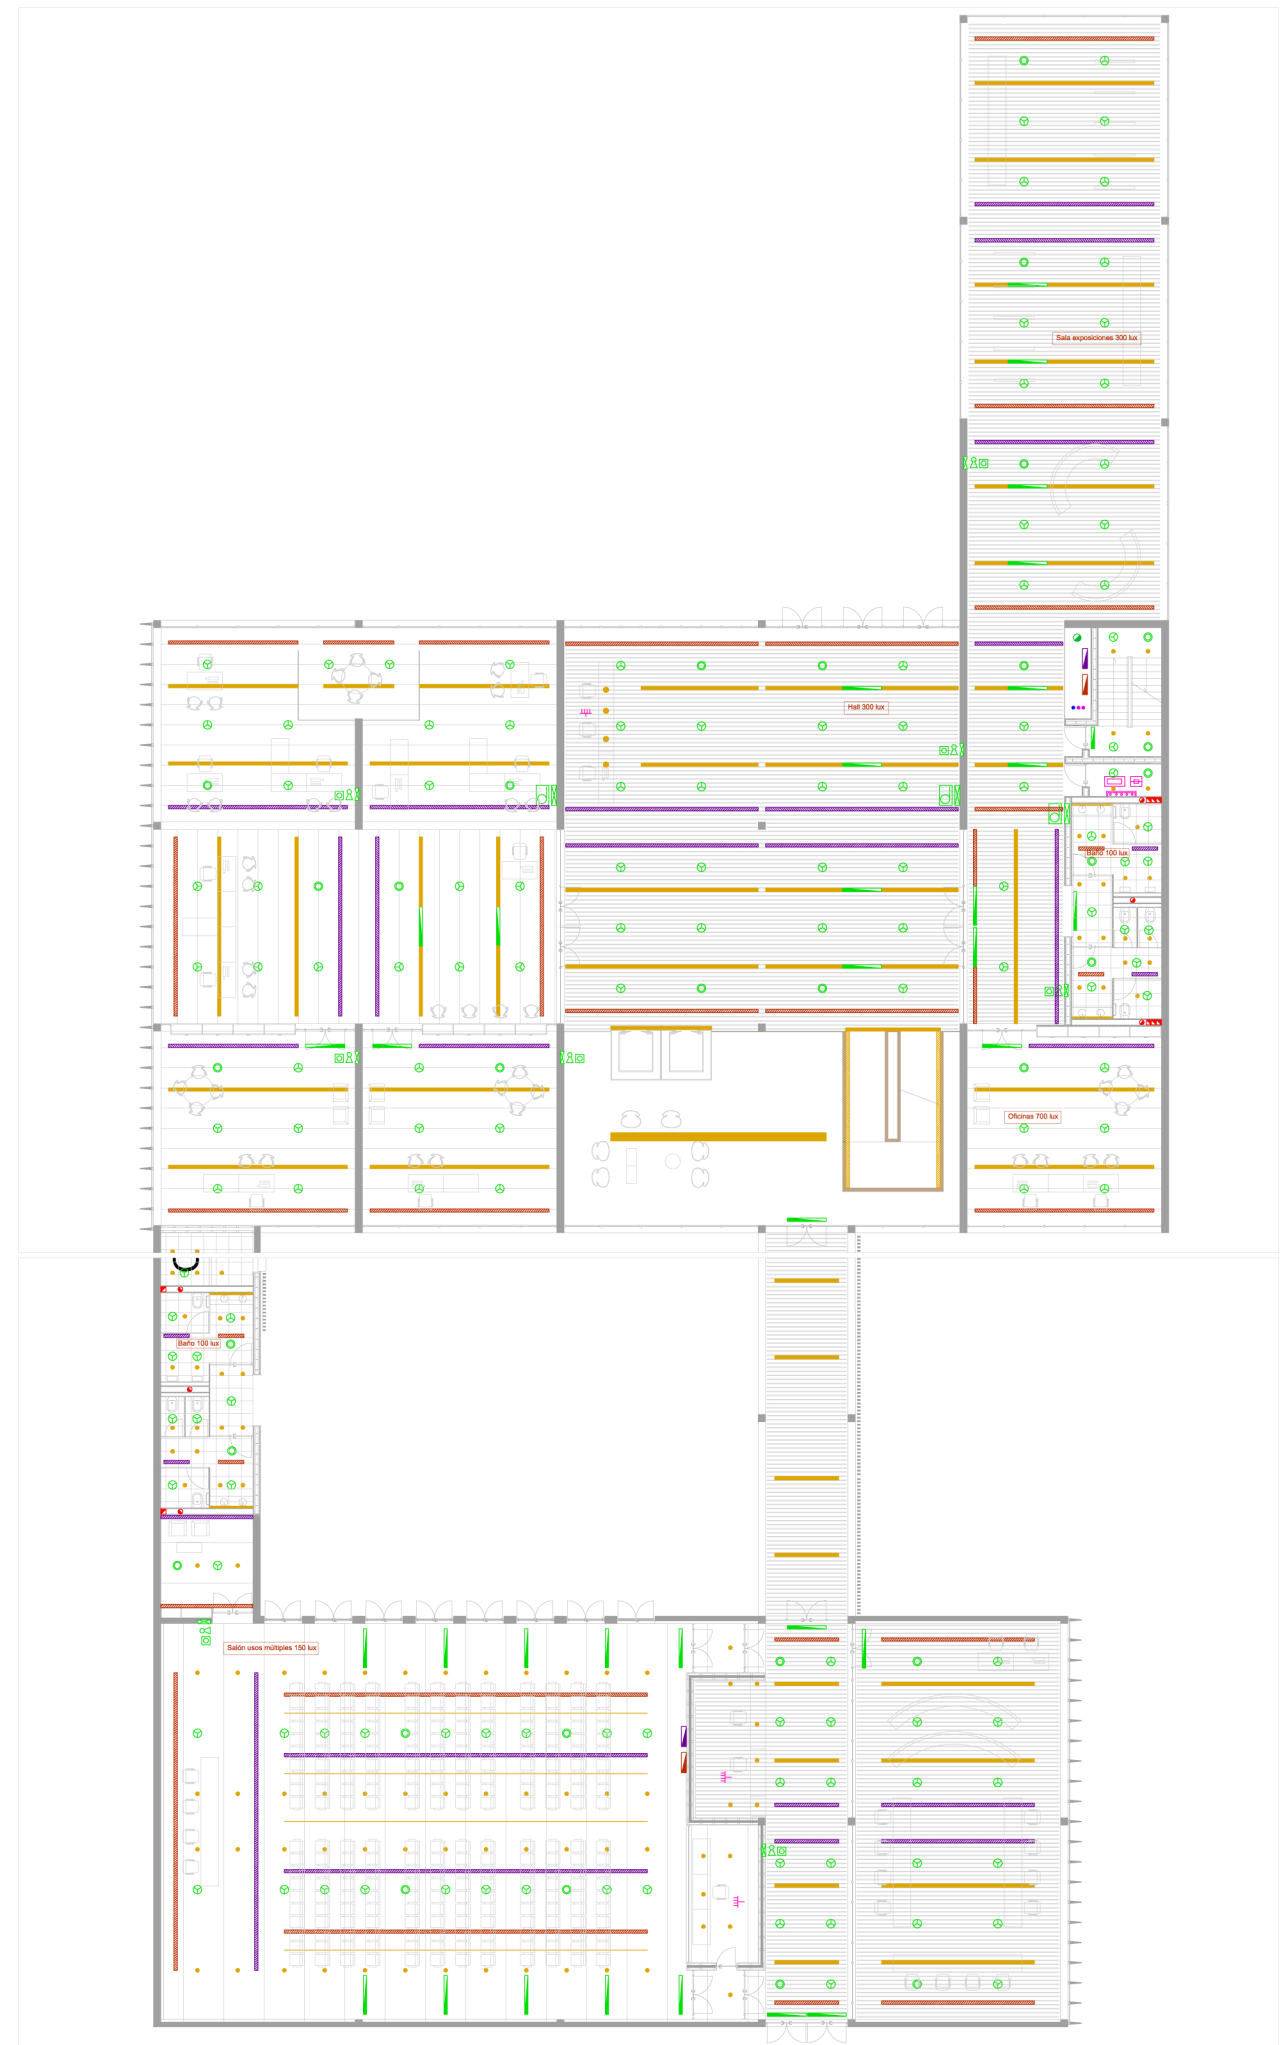 Sala exposiciones 300 lux
Hall 300 lux
Baño 100 lux
Oficinas 700 lux
Baño 100 lux
Salón usos múltiples 150 lux